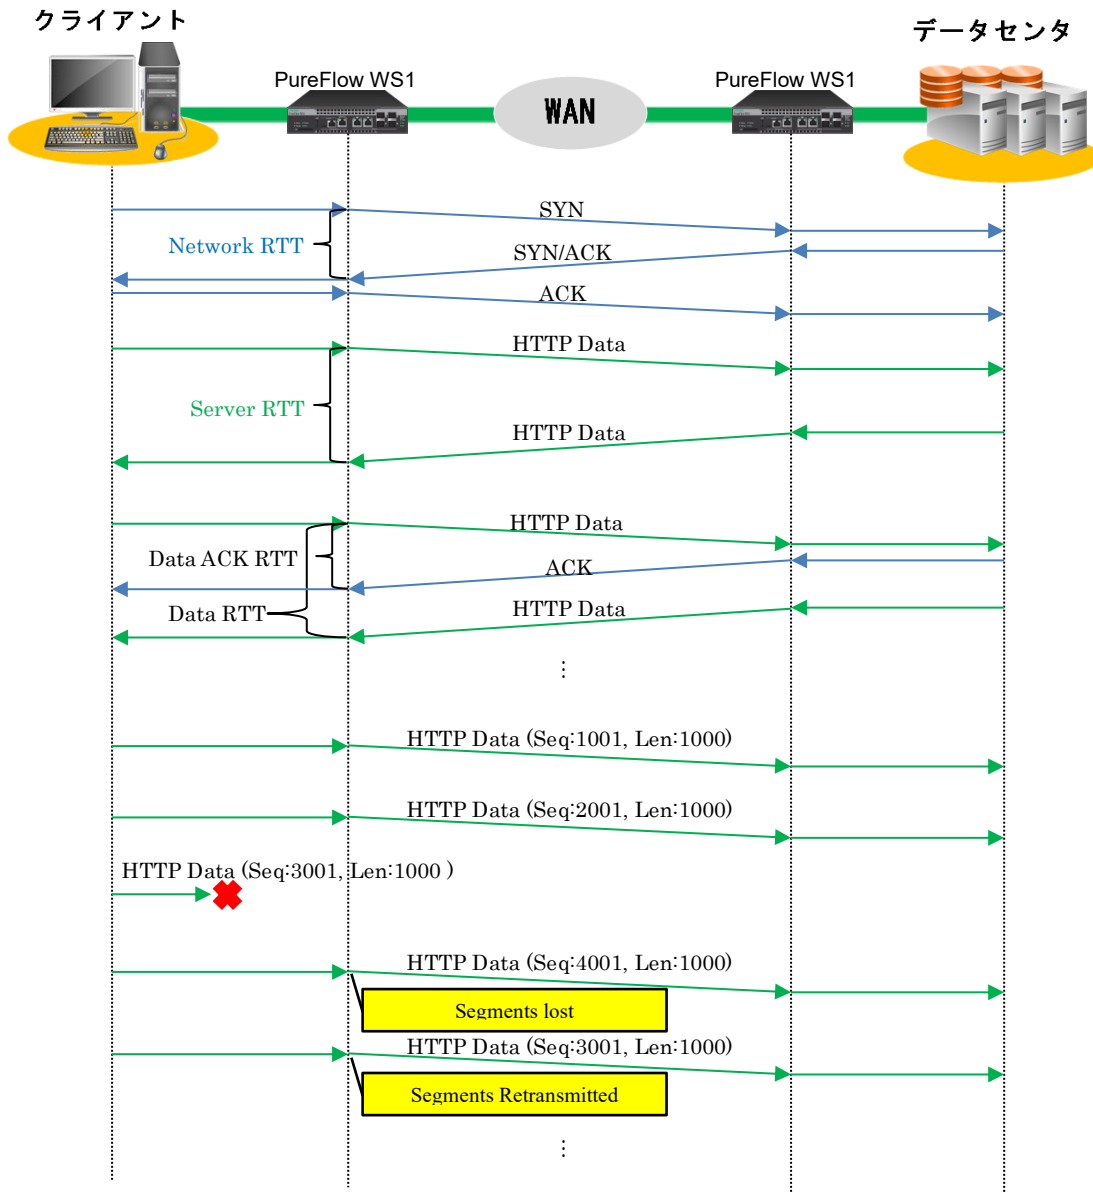 クライアント
データセンタ
PureFlow WS1
PureFlow WS1
WAN
SYN
Network RTT
SYN/ACK
ACK
HTTP Data
Server RTT
HTTP Data
HTTP Data
Data ACK RTT
ACK
Data RTT
HTTP Data
⋮
HTTP Data (Seq:1001, Len:1000)
HTTP Data (Seq:2001, Len:1000)
HTTP Data (Seq:3001, Len:1000 )
HTTP Data (Seq:4001, Len:1000)
Segments lost
HTTP Data (Seq:3001, Len:1000)
Segments Retransmitted
⋮